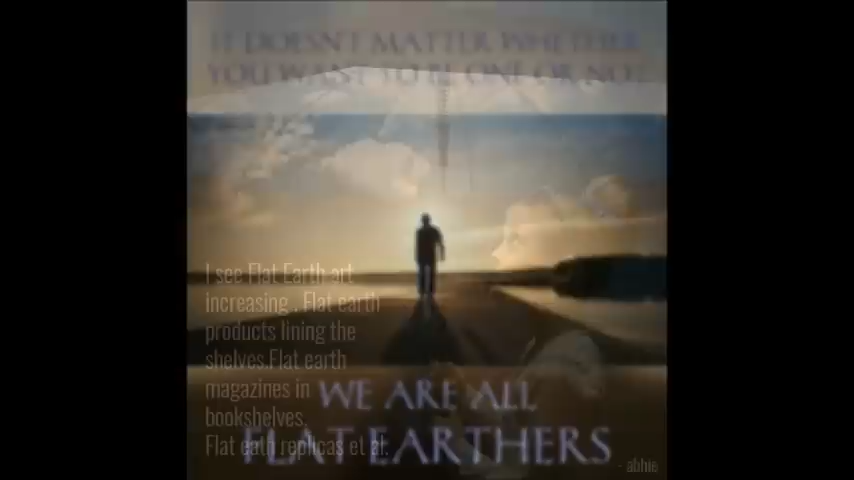 IT DOESN'T MATTER WHETHER
YOU WANT TO BE ONE OR NOT
I see Flat Earth art
increasing . Flat earth
products lining the
shelves.Flat earth
magazines in
bookshelves.
Flat eath replicas et al.
WE ARE ALL
FLAT EARTHERS
- abhie